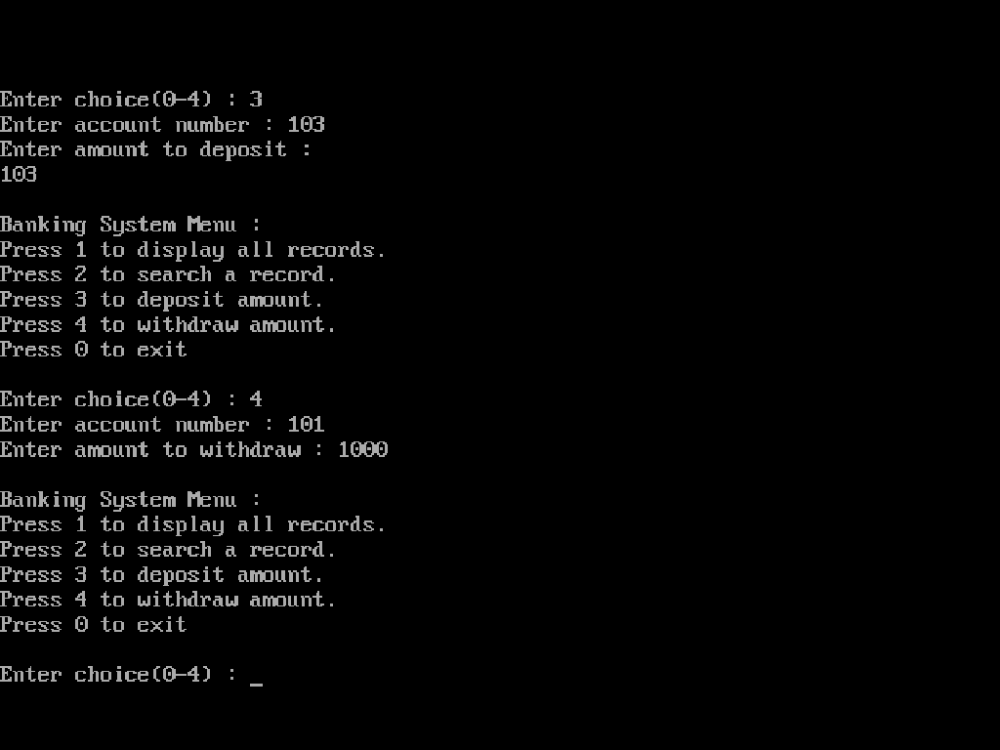 Enter choice(0-4) : 3
Enter account number : 103
Enter amount to deposit :
103
Banking System Menu :
Press 1 to display all records.
Press 2 to search a record.
Press 3 to deposit amount.
Press 4 to withdraw amount.
Press 0 to exit
Enter choice(0-4) : 4
Enter account number : 101
Enter amount to withdraw : 1000
Banking System Menu :
Press 1 to display all records.
Press 2 to search a record.
Press 3 to deposit amount.
Press 4 to withdraw amount.
Press 0 to exit
Enter choice(0-4) : _